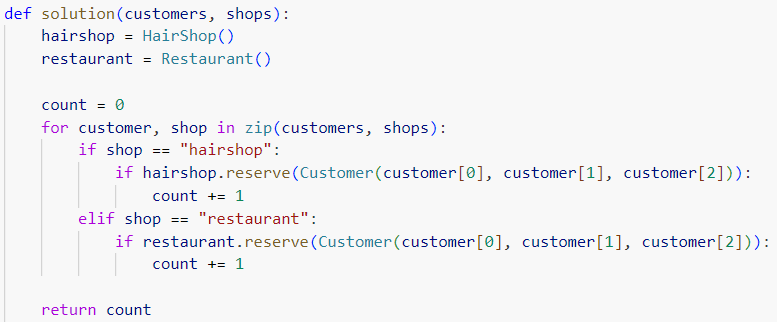 def solution(customers, shops):
    hairshop = HairShop()
    restaurant = Restaurant()

    count = 0
    for customer, shop in zip(customers, shops):
        if shop == "hairshop":
            if hairshop.reserve(Customer(customer[0], customer[1], customer[2])):
                count += 1
        elif shop == "restaurant":
            if restaurant.reserve(Customer(customer[0], customer[1], customer[2])):
                count += 1

    return count